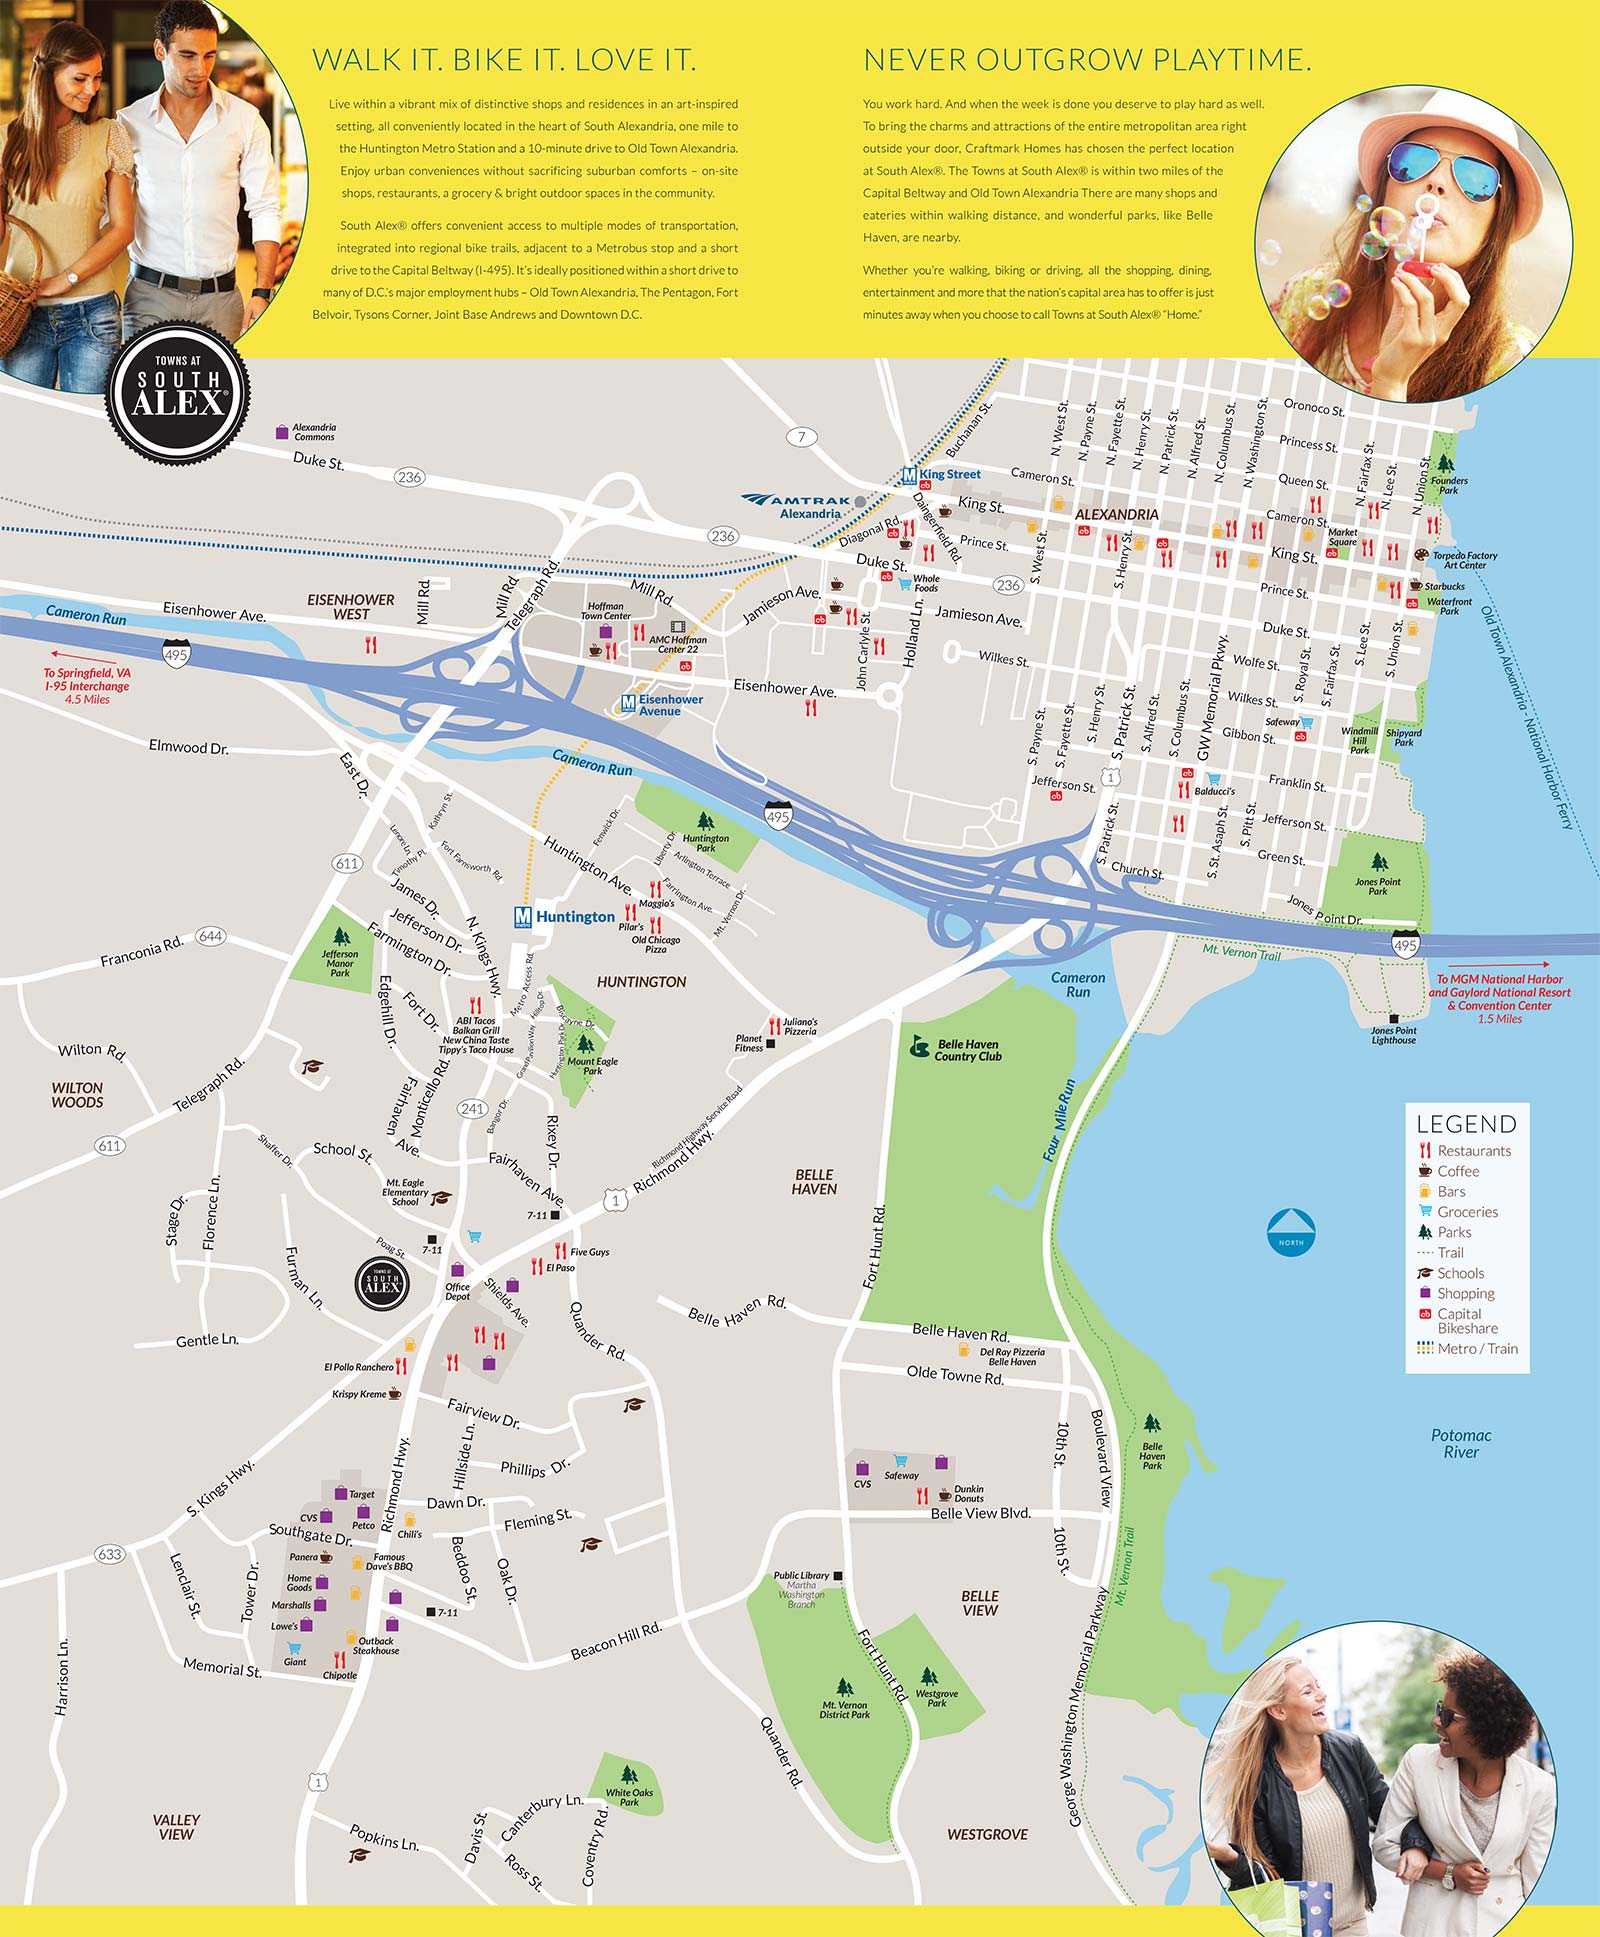 WALK IT. BIKE IT. LOVE IT.
Live within a vibrant mix of distinctive shops and residences in an art-inspired
setting, all conveniently located in the heart of South Alexandria, one mile to
the Huntington Metro Station and a 10-minute drive to Old Town Alexandria.
Enjoy urban conveniences without sacrificing suburban comforts – on-site
shops, restaurants, a grocery & bright outdoor spaces in the community.
South Alex® offers convenient access to multiple modes of transportation,
integrated into regional bike trails, adjacent to a Metrobus stop and a short
drive to the Capital Beltway (I-495). It's ideally positioned within a short drive to
many of D.C.'s major employment hubs – Old Town Alexandria, The Pentagon, Fort
Belvoir, Tysons Corner, Joint Base Andrews and Downtown D.C.
NEVER OUTGROW PLAYTIME.
You work hard. And when the week is done you deserve to play hard as well.
To bring the charms and attractions of the entire metropolitan area right
outside your door, Craftmark Homes has chosen the perfect location
at South Alex®. The Towns at South Alex® is within two miles of the
Capital Beltway and Old Town Alexandria There are many shops and
eateries within walking distance, and wonderful parks, like Belle
Haven, are nearby.
Whether you're walking, biking or driving, all the shopping, dining,
entertainment and more that the nation's capital area has to offer is just
minutes away when you choose to call Towns at South Alex® "Home."
TOWNS AT
SOUTH
ALEX®
Alexandria
Commons
Duke St.
236
7
Buchanan St.
King Street
AMTRAK
Alexandria
236
Diagonal Rd.
Daingerfield Rd.
Duke St.
Whole
Foods
King St.
Cameron St.
Prince St.
236
ALEXANDRIA
N. West St.
N. Payne St.
N. Fayette St.
N. Henry St.
N. Patrick St.
N. Alfred St.
N. Columbus St.
N. Washington St.
Oronoco St.
Princess St.
Queen St.
N. Fairfax St.
N. Lee St.
N. Union St.
Founders
Park
Cameron St.
Market
Square
King St.
Torpedo Factory
Art Center
Starbucks
Waterfront
Park
Prince St.
Duke St.
S. West St.
S. Henry St.
Wolfe St.
Wilkes St.
S. Royal St.
S. Fairfax St.
S. Lee St.
S. Union St.
Safeway
Gibbon St.
Windmill
Hill
Park
Shipyard
Park
Franklin St.
Old Town Alexandria - National Harbor Ferry
Cameron Run
Eisenhower Ave.
EISENHOWER
WEST
Mill Rd.
Mill Rd.
Telegraph Rd.
Mill Rd.
Hoffman
Town Center
AMC Hoffman
Center 22
Jamieson Ave.
John Carlyle St.
Holland Ln.
Jamieson Ave.
Wilkes St.
Eisenhower Ave.
Eisenhower
Avenue
495
To Springfield, VA
I-95 Interchange
4.5 Miles
Elmwood Dr.
East Dr.
Cameron Run
495
S. Payne St.
S. Fayette St.
S. Henry St.
S. Patrick St.
S. Alfred St.
S. Columbus St.
GW Memorial Pkwy.
1
Jefferson St.
Balducci's
S. Patrick St.
S. St. Asaph St.
S. Pitt St.
Jefferson St.
Green St.
Church St.
Jones Point
Park
Jones Point Dr.
495
Mt. Vernon Trail
To MGM National Harbor
and Gaylord National Resort
& Convention Center
1.5 Miles
Jones Point
Lighthouse
611
Kathryn St.
Lenore Ln.
Timothy Pl.
Fort Farnsworth Rd.
James Dr.
Jefferson Dr.
Farmington Dr.
N. Kings Hwy.
Huntington Ave.
Fenwick Dr.
Huntington
Park
Liberty Dr.
Arlington Terrace
Farrington Ave.
Mt. Vernon Dr.
Maggio's
Pilar's
Old Chicago
Pizza
M
metro
Huntington
HUNTINGTON
644
Franconia Rd.
Jefferson
Manor
Park
Edgehill Dr.
Fort Dr.
Metro Access Rd.
Hilltop Dr.
Biscayne Dr.
ABI Tacos
Balkan Grill
New China Taste
Tippy's Taco House
Grand Pavilion Wy.
Huntington Park Dr.
Mount Eagle
Park
Planet
Fitness
Juliano's
Pizzeria
Cameron
Run
Belle Haven
Country Club
Four Mile Run
Wilton Rd.
WILTON
WOODS
Telegraph Rd.
611
Monticello Rd.
Fairhaven
Ave.
241
Bangor Dr.
Rixey Dr.
Fairhaven Ave.
Richmond Highway Service Road
Richmond Hwy.
BELLE
HAVEN
1
Shaffer Dr.
School St.
Mt. Eagle
Elementary
School
7-11
7-11
Poag St.
Stage Dr.
Florence Ln.
Furman Ln.
Gentle Ln.
TOWNS AT
SOUTH
ALEX
Office
Depot
Shields Ave.
Five Guys
El Paso
Quander Rd.
Fort Hunt Rd.
Belle Haven Rd.
Belle Haven Rd.
Del Ray Pizzeria
Belle Haven
Olde Towne Rd.
El Pollo Ranchero
Krispy Kreme
Fairview Dr.
Hillside Ln.
Phillips Dr.
Richmond Hwy.
S. Kings Hwy.
Dawn Dr.
Fleming St.
Beddoo St.
Oak Dr.
Target
CVS
Petco
Southgate Dr.
Panera
Chili's
Famous
Dave's BBQ
Home
Goods
Marshalls
Lowe's
7-11
Outback
Steakhouse
Giant
Chipotle
633
Lenclair St.
Tower Dr.
Memorial St.
Harrison Ln.
Beacon Hill Rd.
CVS
Safeway
Dunkin
Donuts
Belle View Blvd.
10th St.
10th St.
Boulevard View
Belle
Haven
Park
Mt. Vernon Trail
Public Library
Martha
Washington
Branch
BELLE
VIEW
Fort Hunt Rd.
Mt. Vernon
District Park
Westgrove
Park
George Washington Memorial Parkway
Quander Rd.
WESTGROVE
1
VALLEY
VIEW
Popkins Ln.
Davis St.
Canterbury Ln.
Ross St.
Coventry Rd.
White Oaks
Park
Potomac
River
NORTH
LEGEND
Restaurants
Coffee
Bars
Groceries
Parks
Trail
Schools
Shopping
Capital
Bikeshare
Metro / Train